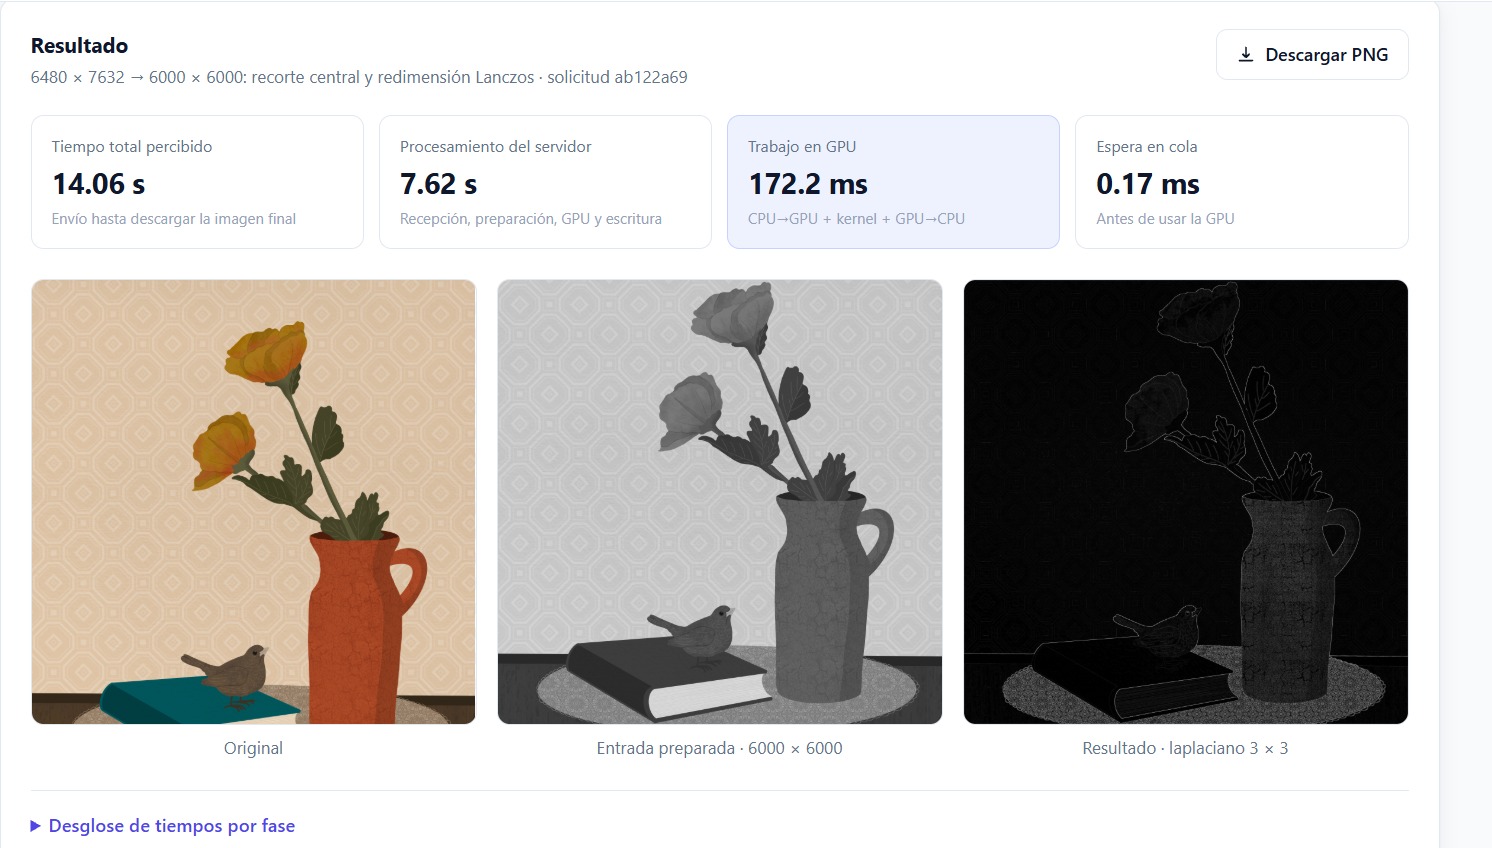 Resultado
6480 × 7632 → 6000 × 6000: recorte central y redimensión Lanczos · solicitud ab122a69
Descargar PNG
Tiempo total percibido
14.06 s
Envío hasta descargar la imagen final
Procesamiento del servidor
7.62 s
Recepción, preparación, GPU y escritura
Trabajo en GPU
172.2 ms
CPU→GPU + kernel + GPU→CPU
Espera en cola
0.17 ms
Antes de usar la GPU
Original
Entrada preparada · 6000 × 6000
Resultado · laplaciano 3 × 3
Desglose de tiempos por fase